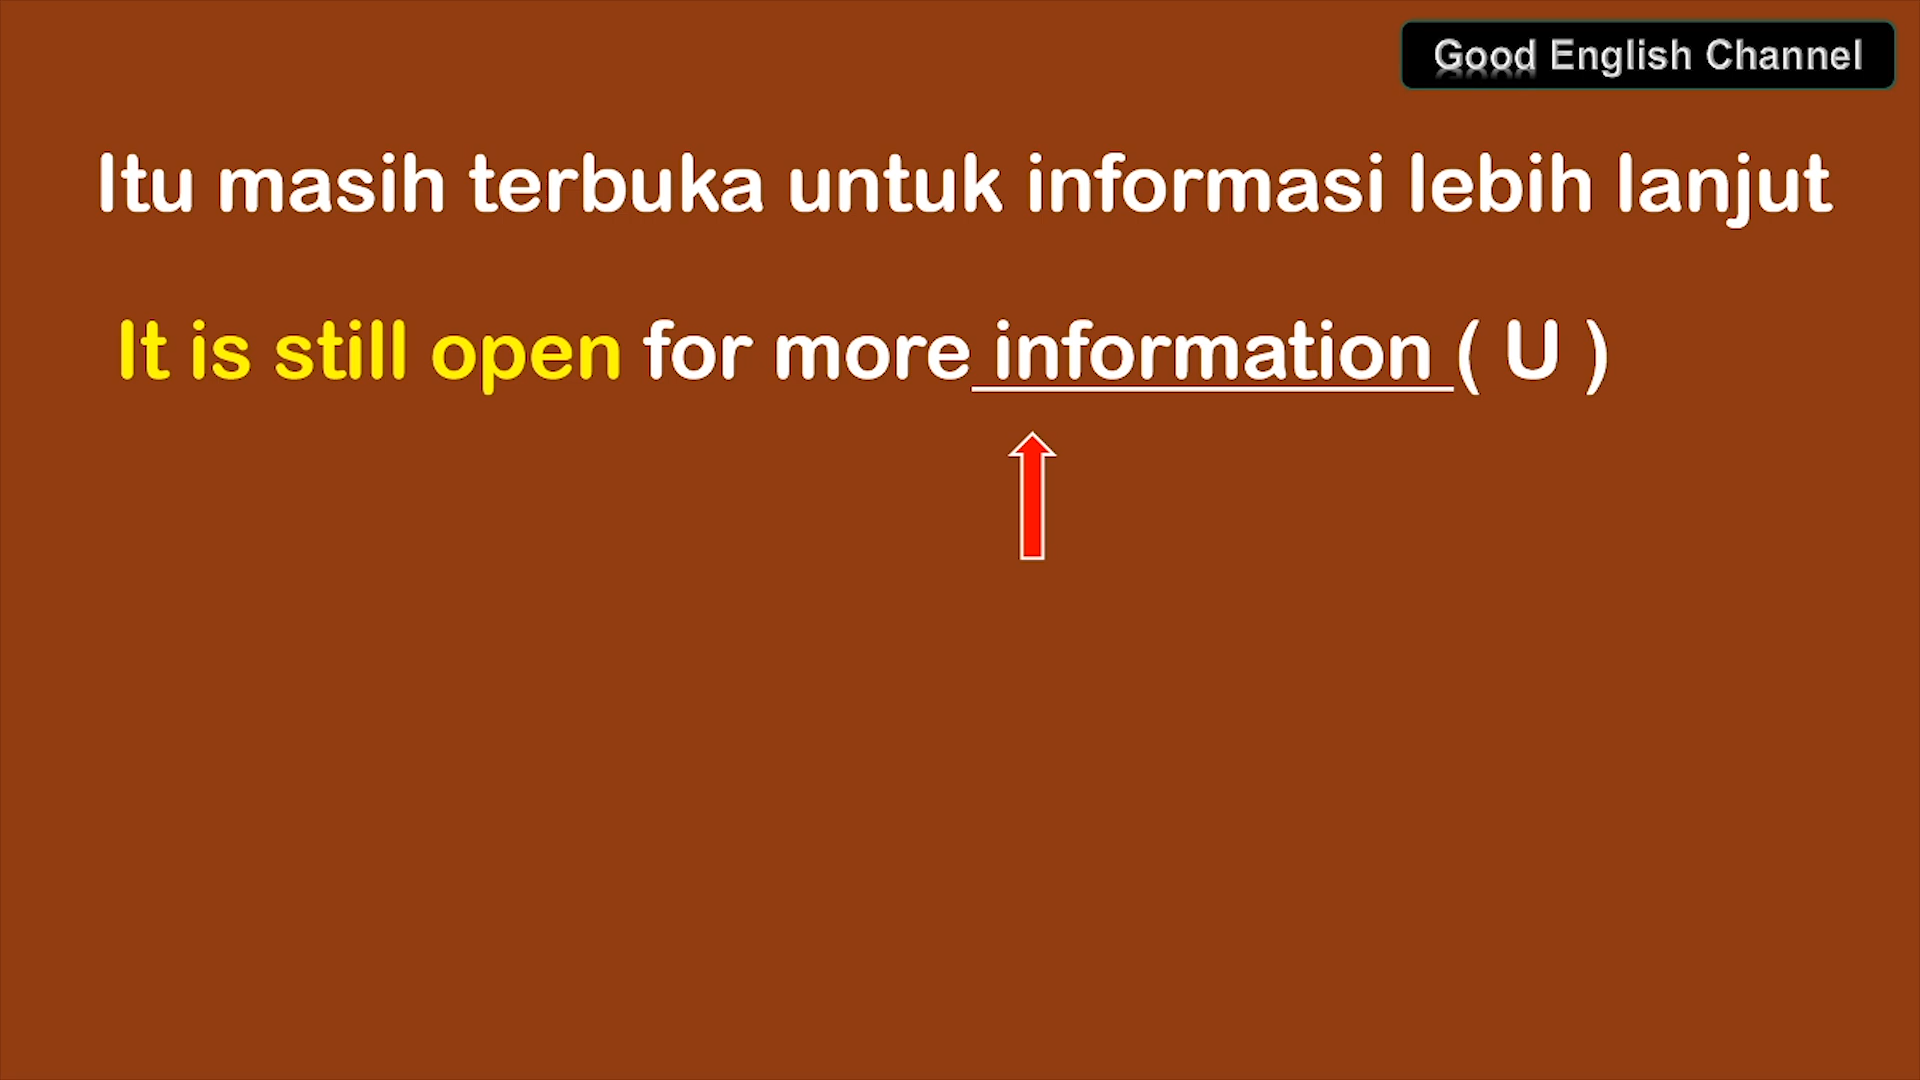 Good English Channel
Itu masih terbuka untuk informasi lebih lanjut
It is still open for more information ( U )